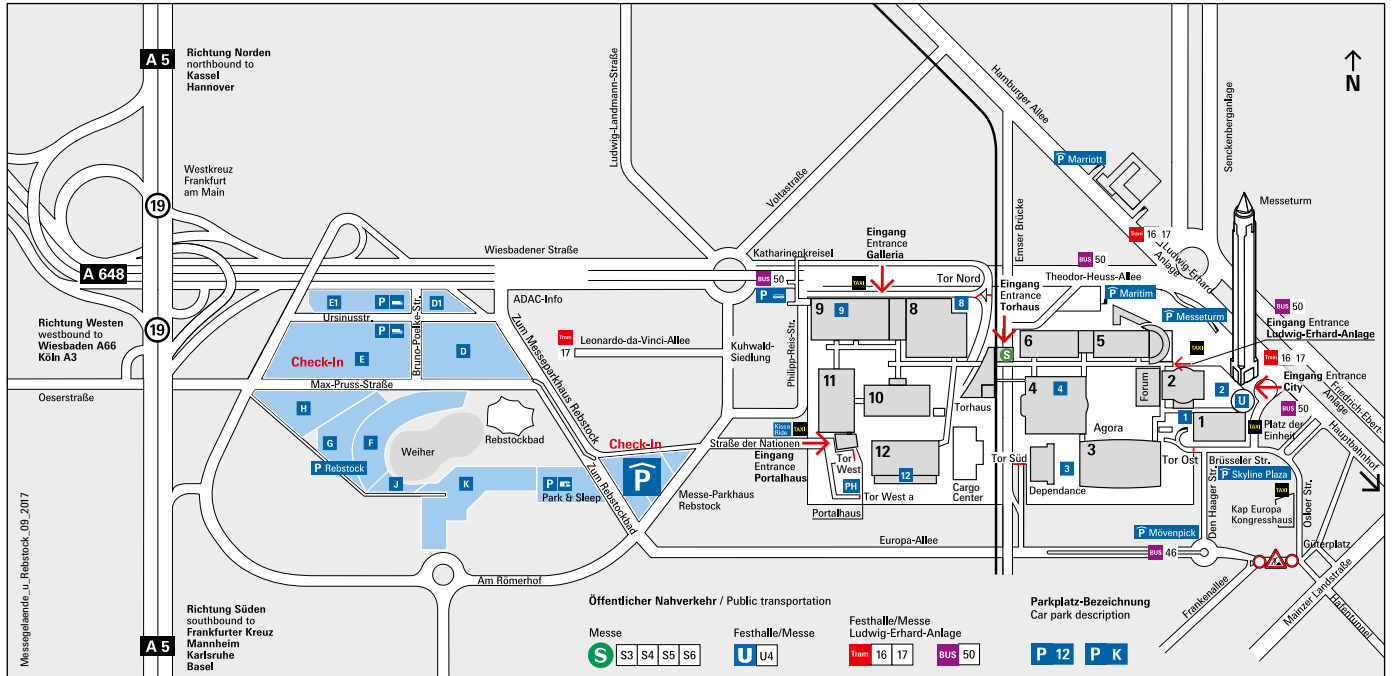 A 5
Richtung Norden
northbound to
Kassel
Hannover
Westkreuz
Frankfurt
am Main
19
A 648
19
Richtung Westen
westbound to
Wiesbaden A66
Köln A3
Oeserstraße
Messegelaende_u_Rebstock_09_2017
A 5
Richtung Süden
southbound to
Frankfurter Kreuz
Mannheim
Karlsruhe
Basel
Wiesbadener Straße
E1
P
D1
Ursinusstr.
P
Check-In
E
Bruno-Poelke-Str.
D
Max-Pruss-Straße
H
G
F
P Rebstock
J
K
Weiher
Rebstockbad
P
Park & Sleep
ADAC-Info
Zum Messeparkhaus Rebstock
Zum Rebstockbad
Tram
17
Leonardo-da-Vinci-Allee
Check-In
P
Messe-Parkhaus
Rebstock
Am Römerhof
Ludwig-Landmann-Straße
Voltastraße
Katharinenkreisel
BUS 50
P
Kuhwald-
Siedlung
Philipp-Reis-Str.
Eingang
Entrance
Galleria
TAXI
Tor Nord
9
9
8
8
11
10
12
12
Kiss&
Ride
TAXI
Straße der Nationen
Eingang
Entrance
Portalhaus
Tor
West
PH
Tor West a
Portalhaus
Cargo
Center
Torhaus
Europa-Allee
Emser Brücke
Eingang
Entrance
Torhaus
S
6
5
4
4
Forum
2
2
1
1
Agora
3
3
Tor Süd
Dependance
Tor Ost
Hamburger Allee
P Marriott
Senckenberganlage
Messeturm
Tram 16 17
Ludwig-Erhard-
Anlage
BUS 50
Theodor-Heuss-Allee
P Maritim
P Messeturm
TAXI
BUS 50
Eingang Entrance
Ludwig-Erhard-Anlage
Tram 16 17
Eingang Entrance
City
U
BUS 50
TAXI
Platz der
Einheit
Friedrich-Ebert-
Anlage
Hauptbahnhof
Brüsseler Str.
P Skyline Plaza
TAXI
Kap Europa
Kongresshaus
Den Haager Str.
Osloer Str.
P Mövenpick
BUS 46
Güterplatz
Frankenallee
Mainzer Landstraße
Hafentunnel
N
Öffentlicher Nahverkehr / Public transportation
Messe
S S3 S4 S5 S6
Festhalle/Messe
U U4
Festhalle/Messe
Ludwig-Erhard-Anlage
Tram 16 17
BUS 50
Parkplatz-Bezeichnung
Car park description
P 12
P K